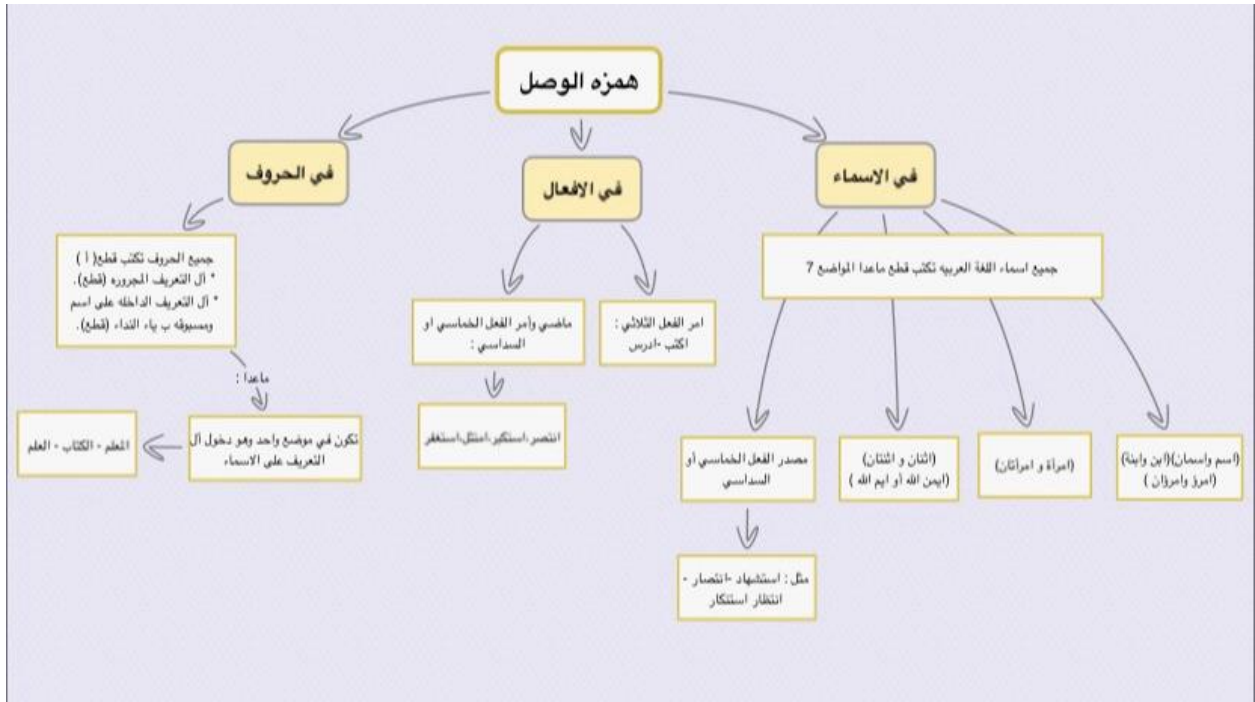 همزه الوصل
في الاسماء
جميع اسماء اللغة العربيه تكتب قطع ماعدا المواضع 7
(اسم واسمان)(ابن وابنة)
(امرؤ وامرؤان )
(امرأة و امرأتان)
(اثنان و اثنتان)
(ايمن الله أو ايم الله )
مصدر الفعل الخماسي أو
السداسي
مثل : استشهاد -انتصار -
انتظار استنكار
في الافعال
امر الفعل الثلاثي :
اكتب -ادرس
ماضي وأمر الفعل الخماسي او
السداسي :
انتصر،استكبر،امتثل،استغفر
في الحروف
جميع الحروف تكتب قطع( أ )
* آل التعريف المجروره (قطع).
* آل التعريف الداخله على اسم
ومسبوقه ب ياء النداء (قطع).
ماعدا :
تكون في موضع واحد وهو دخول آل
التعريف على الاسماء
المعلم - الكتاب - العلم